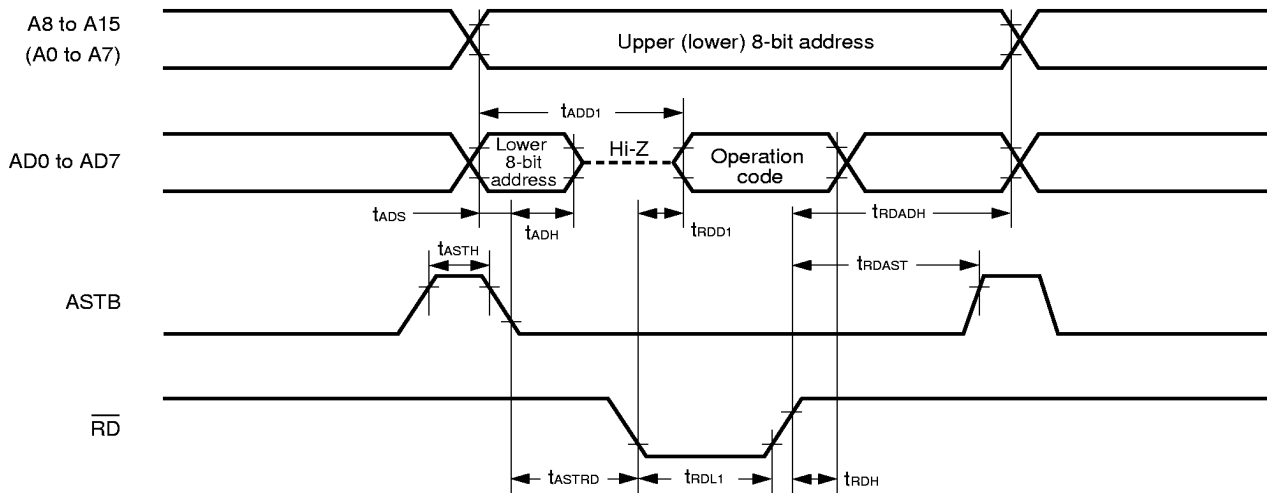 A8 to A15
(A0 to A7)
Upper (lower) 8-bit address
tADD1
AD0 to AD7
Lower
8-bit
address
Hi-Z
Operation
code
tADS
tADH
tRDD1
tRDADH
tASTH
tRDAST
ASTB
RD
tASTRD
tRDL1
tRDH